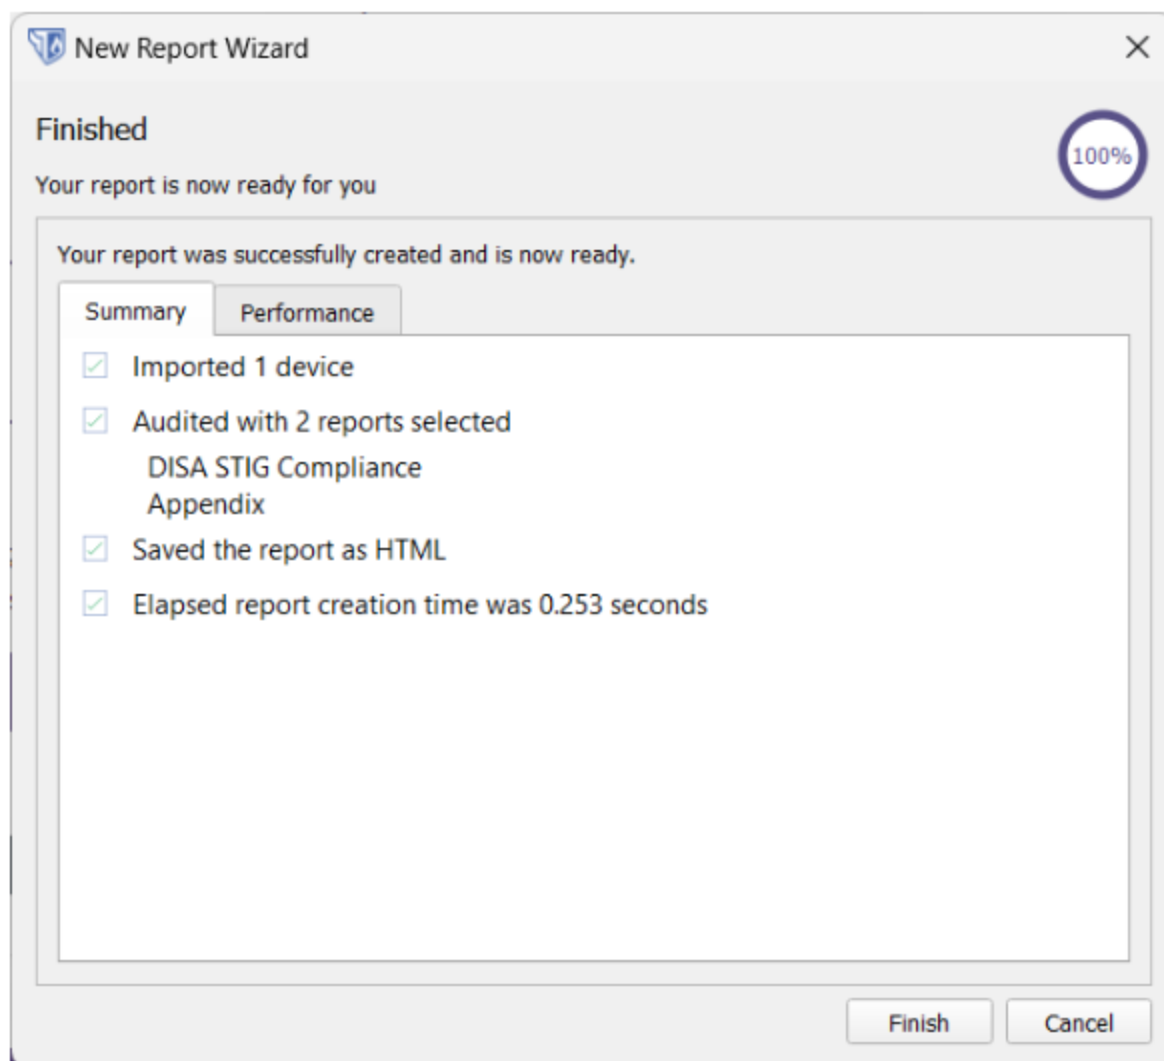 New Report Wizard
Finished
100%
Your report is now ready for you
Your report was successfully created and is now ready.
Summary
Performance
Imported 1 device
Audited with 2 reports selected
DISA STIG Compliance
Appendix
Saved the report as HTML
Elapsed report creation time was 0.253 seconds
Finish
Cancel